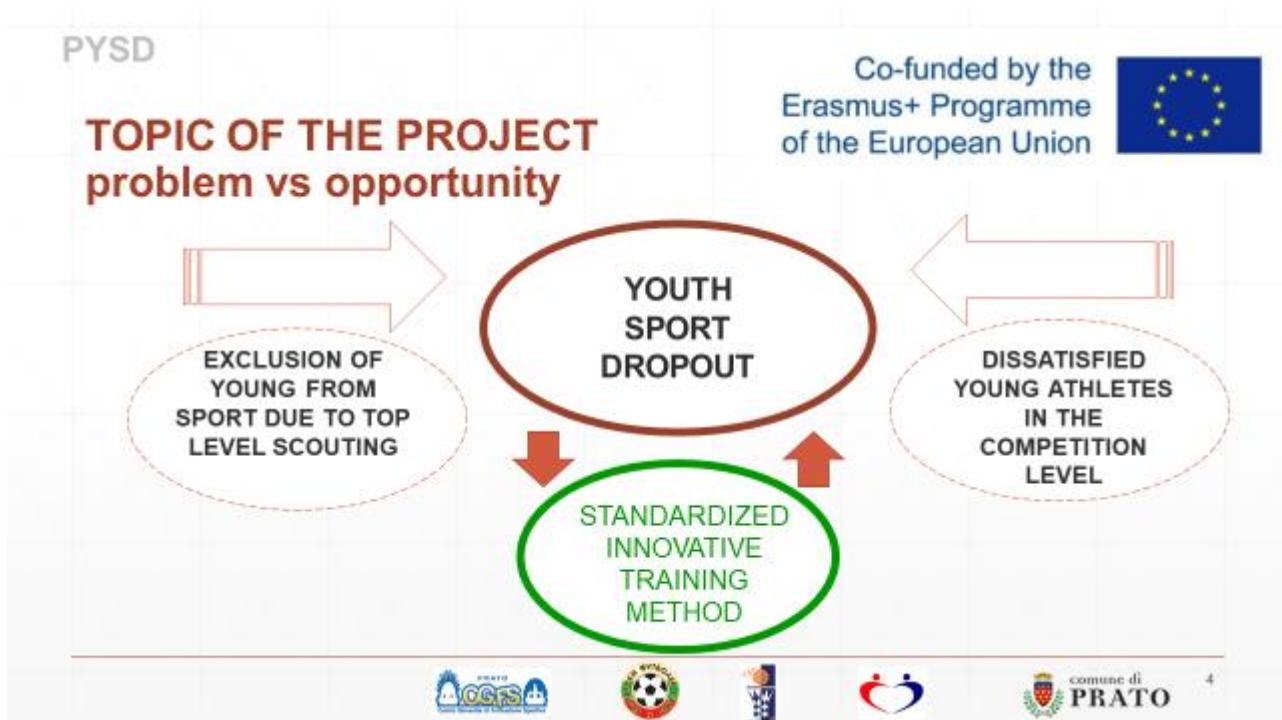 PYSD
Co-funded by the
Erasmus+ Programme
of the European Union
TOPIC OF THE PROJECT
problem vs opportunity
YOUTH
SPORT
DROPOUT
EXCLUSION OF
YOUNG FROM
SPORT DUE TO TOP
LEVEL SCOUTING
DISSATISFIED
YOUNG ATHLETES
IN THE
COMPETITION
LEVEL
STANDARDIZED
INNOVATIVE
TRAINING
METHOD
PRATO
CGFS
comune di
PRATO
4